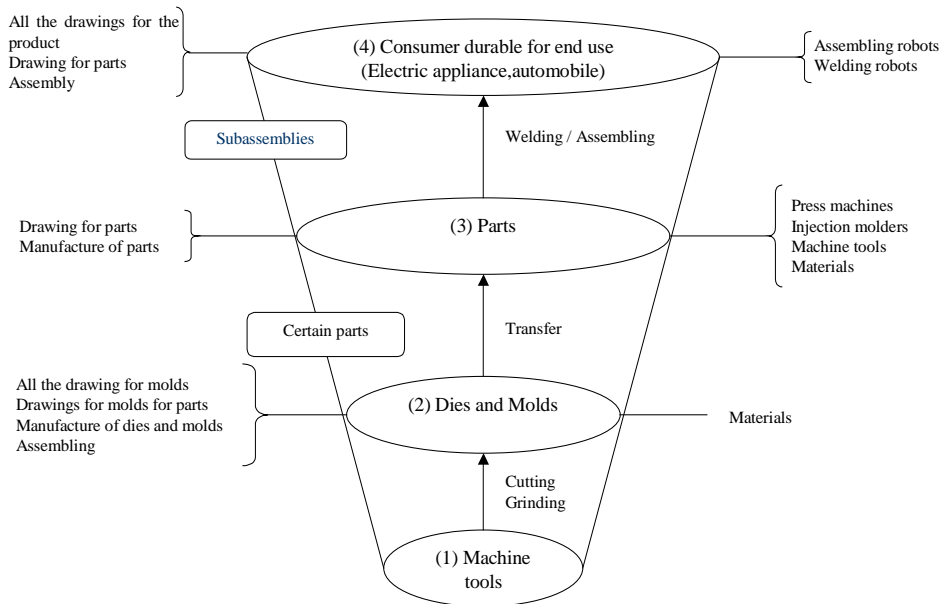 All the drawings for the
product
Drawing for parts
Assembly
(4) Consumer durable for end use
(Electric appliance,automobile)
Assembling robots
Welding robots
Subassemblies
Welding / Assembling
Drawing for parts
Manufacture of parts
(3) Parts
Press machines
Injection molders
Machine tools
Materials
Certain parts
Transfer
All the drawing for molds
Drawings for molds for parts
Manufacture of dies and molds
Assembling
(2) Dies and Molds
Materials
Cutting
Grinding
(1) Machine
tools